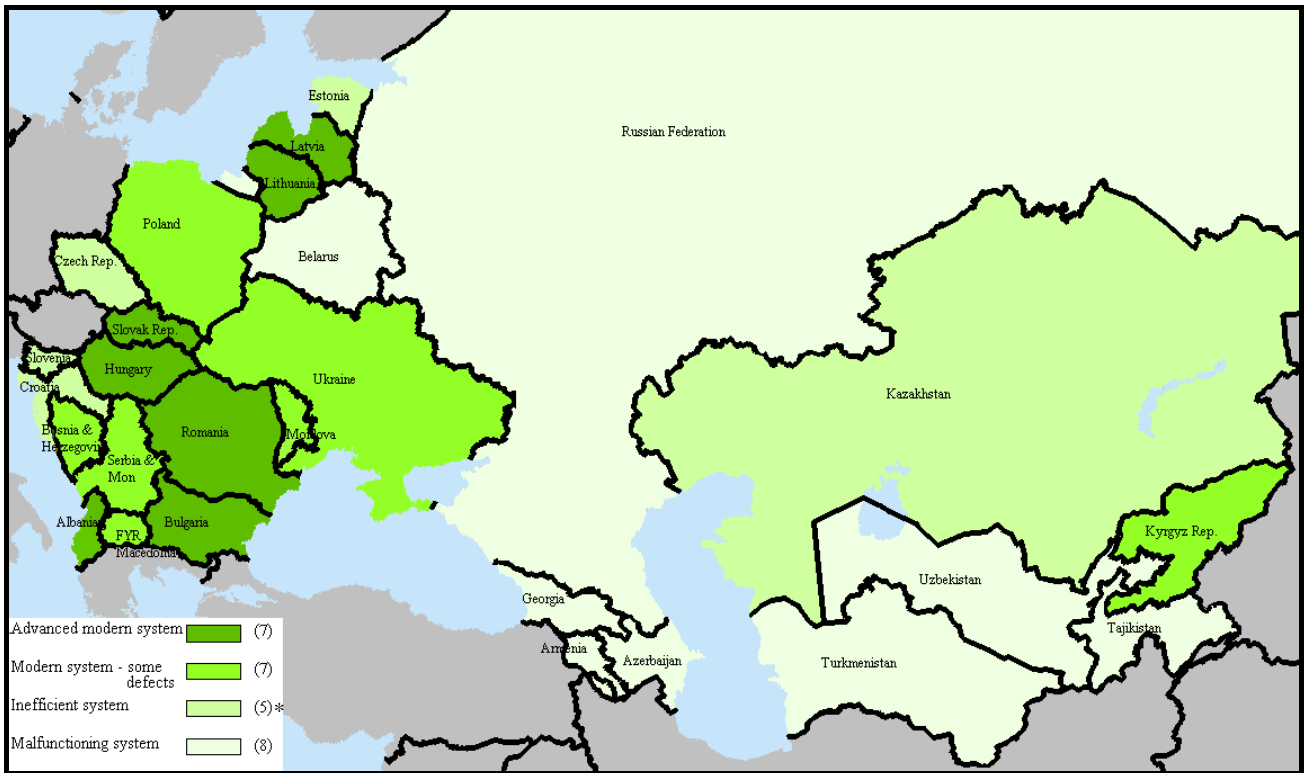 Estonia
Russian Federation
Latvia
Lithuania
Poland
Belarus
Czech Rep.
Slovak Rep.
Slovenia
Hungary
Ukraine
Croatia
Kazakhstan
Bosnia &
Herzegovin
Romania
Moldova
Serbia &
Mon
Albania
Bulgaria
FYR
Macedonia
Kyrgyz Rep.
Uzbekistan
Georgia
Tajikistan
Armenia
Azerbaijan
Turkmenistan
Advanced modern system (7)
Modern system - some
defects (7)
Inefficient system (5)*
Malfunctioning system (8)